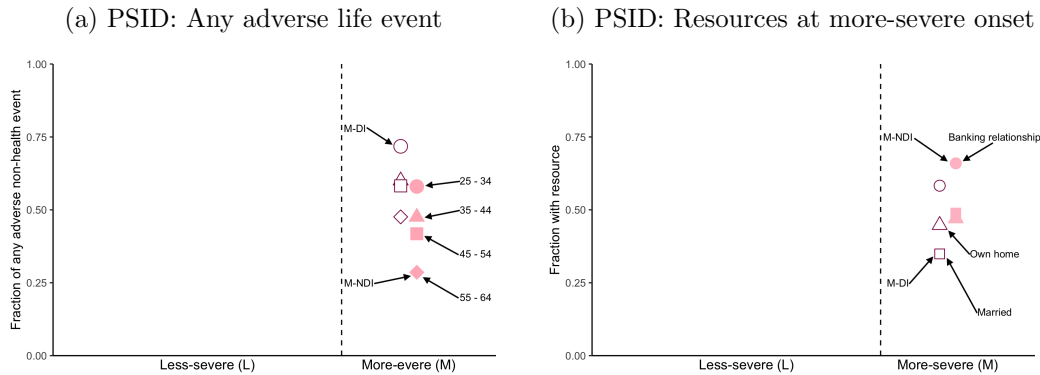 (a) PSID: Any adverse life event
1.00
0.75
0.50
0.25
0.00
Fraction of any adverse non-health event
M-DI
25 - 34
35 - 44
45 - 54
M-NDI
55 - 64
Less-severe (L)
More-evere (M)
(b) PSID: Resources at more-severe onset
1.00
0.75
0.50
0.25
0.00
Fraction with resource
M-NDI
Banking relationship
Own home
M-DI
Married
Less-severe (L)
More-severe (M)